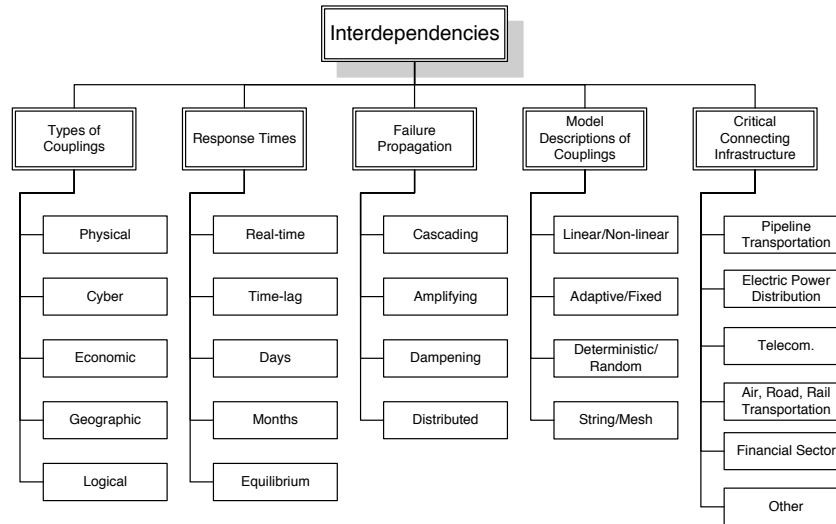 Interdependencies
Types of
Couplings
Response Times
Failure
Propagation
Model
Descriptions of
Couplings
Critical
Connecting
Infrastructure
Physical
Cyber
Economic
Geographic
Logical
Real-time
Time-lag
Days
Months
Equilibrium
Cascading
Amplifying
Dampening
Distributed
Linear/Non-linear
Adaptive/Fixed
Deterministic/
Random
String/Mesh
Pipeline
Transportation
Electric Power
Distribution
Telecom.
Air, Road, Rail
Transportation
Financial Sector
Other